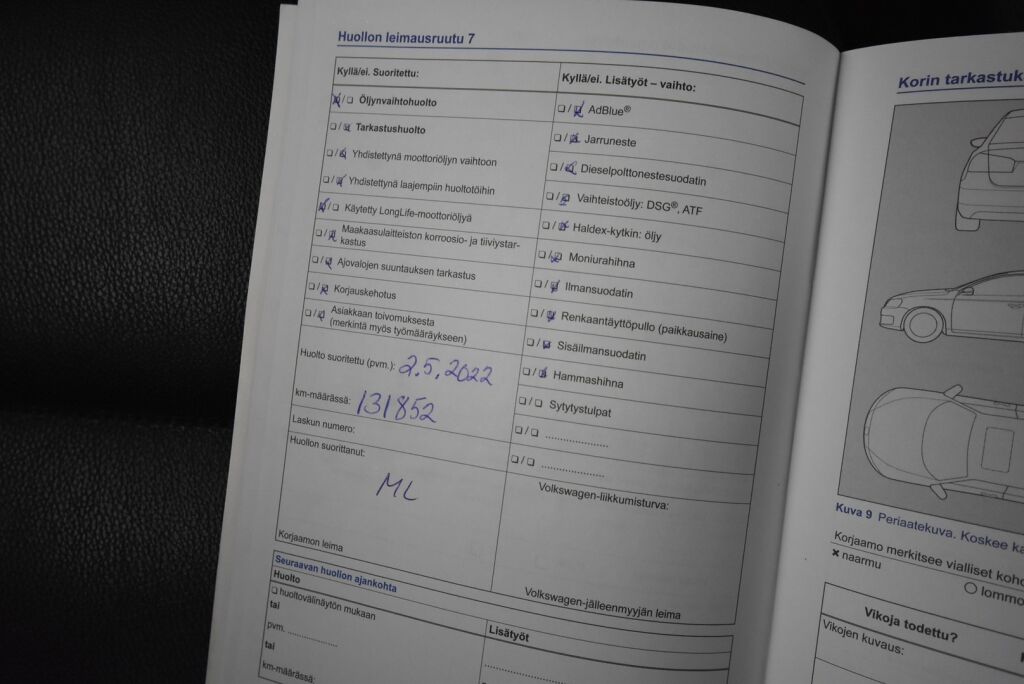 Huollon leimausruutu 7
Kyllä/ei. Suoritettu:
❏/❏ Öljynvaihtohuolto
❏/❏ Tarkastushuolto
❏/❏ Yhdistettynä moottoriöljyn vaihtoon
❏/❏ Yhdistettynä laajempiin huoltotöihin
❏/❏ Käytetty LongLife-moottoriöljyä
❏/❏ Maakaasulaitteiston korroosio- ja tiiviystar-
kastus
❏/❏ Ajovalojen suuntauksen tarkastus
❏/❏ Korjauskehotus
❏/❏ Asiakkaan toivomuksesta
(merkintä myös työmääräykseen)
Huolto suoritettu (pvm.): 2.5.2022
km-määrässä: 131852
Laskun numero:
Huollon suorittanut:
ML
Korjaamon leima
Kyllä/ei. Lisätyöt – vaihto:
❏/❏ AdBlue®
❏/❏ Jarruneste
❏/❏ Dieselpolttonestesuodatin
❏/❏ Vaihteistoöljy: DSG®, ATF
❏/❏ Haldex-kytkin: öljy
❏/❏ Moniurahihna
❏/❏ Ilmansuodatin
❏/❏ Renkaantäyttöpullo (paikkausaine)
❏/❏ Sisäilmansuodatin
❏/❏ Hammashihna
❏/❏ Sytytystulpat
❏/❏ .....................
❏/❏ .....................
Volkswagen-liikkumisturva:
Volkswagen-jälleenmyyjän leima
Seuraavan huollon ajankohta
Huolto
❏ huoltovälinäytön mukaan
tai
pvm. ................
tai
km-määrässä:
Lisätyöt
Korin tarkastuk
Kuva 9 Periaatekuva. Koskee ka
Korjaamo merkitsee vialliset koho
× naarmu
○ lommo
Vikoja todettu?
Vikojen kuvaus: